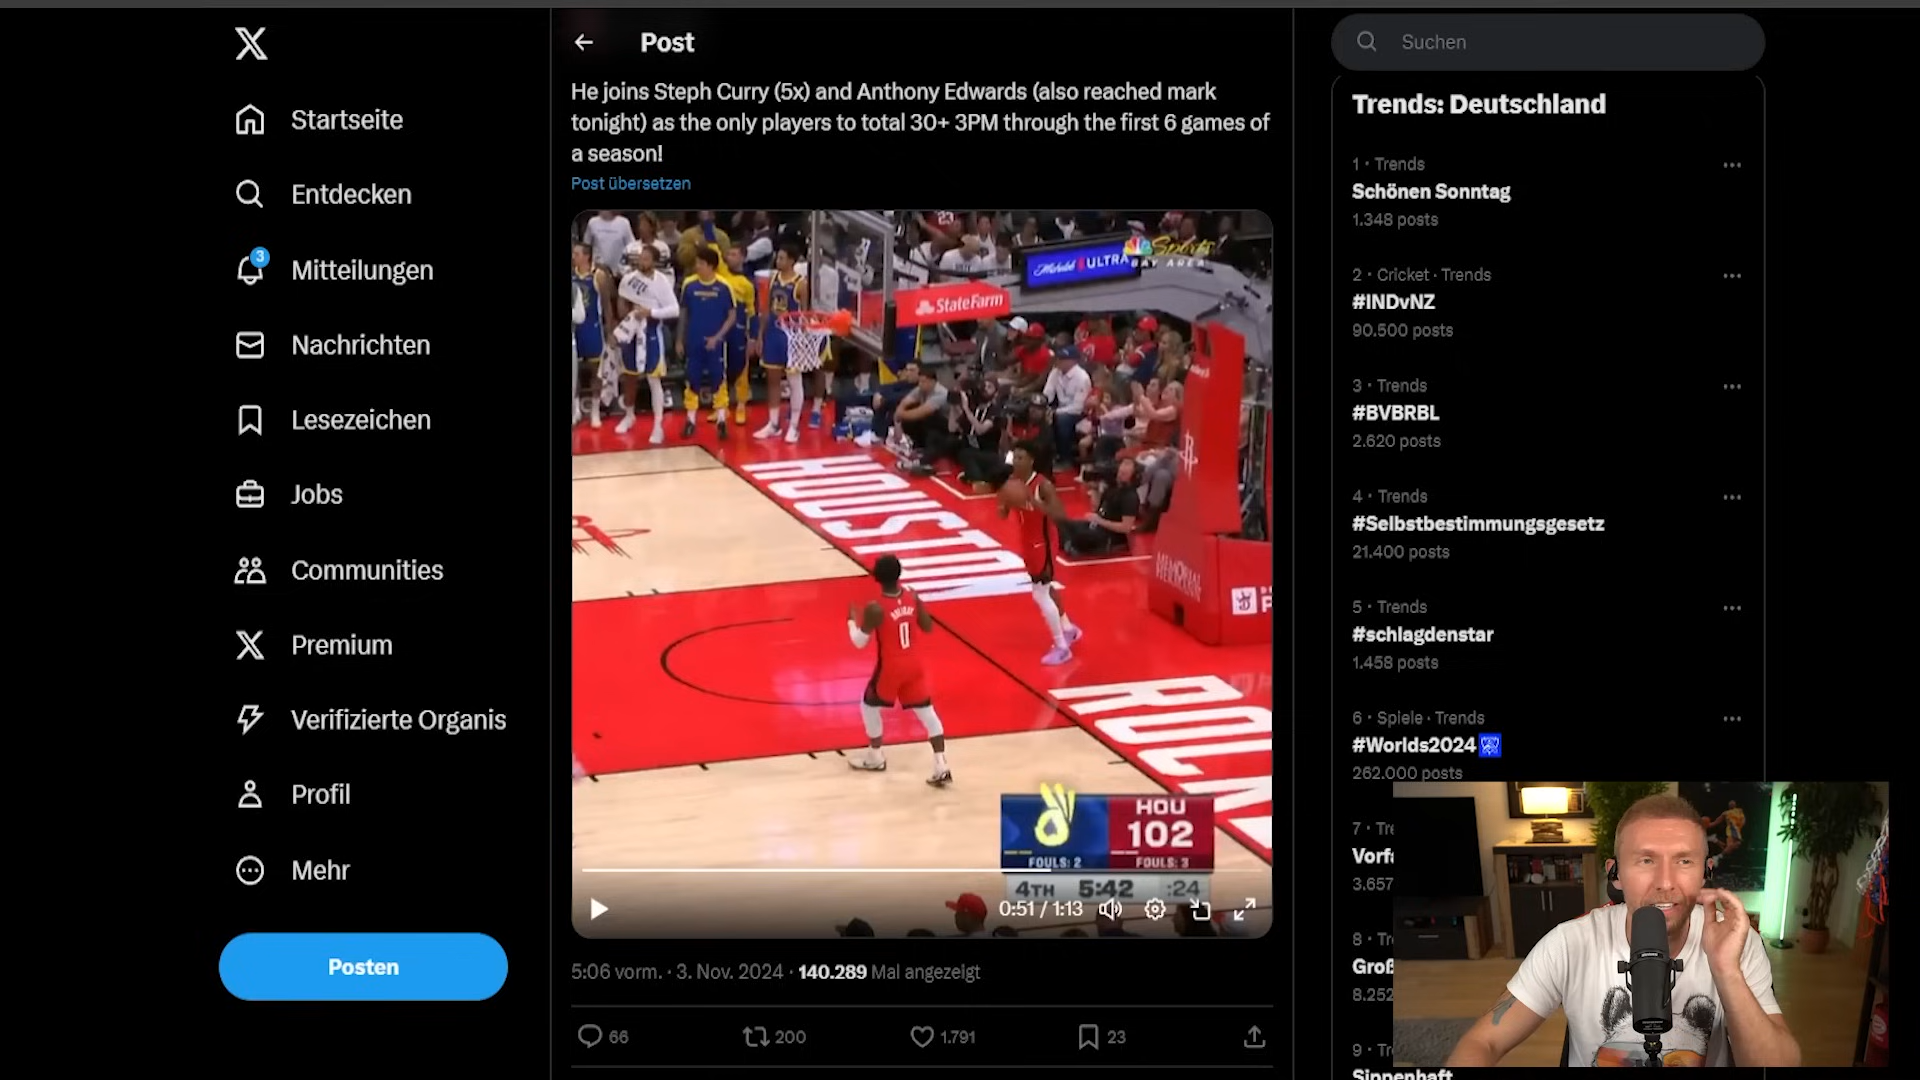 Startseite
Entdecken
3
Mitteilungen
Nachrichten
Lesezeichen
Jobs
Communities
Premium
Verifizierte Organis
Profil
Mehr
Posten
Post
He joins Steph Curry (5x) and Anthony Edwards (also reached mark
tonight) as the only players to total 30+ 3PM through the first 6 games of
a season!
Post übersetzen
Sports
BAY AREA
ULTRA
StateFarm
HOUSTON
0
HOU
102
FOULS: 2
FOULS: 3
4TH 5:42 :24
0:51 / 1:13
5:06 vorm. · 3. Nov. 2024 · 140.289 Mal angezeigt
66
200
1.791
23
Suchen
Trends: Deutschland
1 · Trends
Schönen Sonntag
1.348 posts
2 · Cricket · Trends
#INDvNZ
90.500 posts
3 · Trends
#BVBRBL
2.620 posts
4 · Trends
#Selbstbestimmungsgesetz
21.400 posts
5 · Trends
#schlagdenstar
1.458 posts
6 · Spiele · Trends
#Worlds2024
262.000 posts